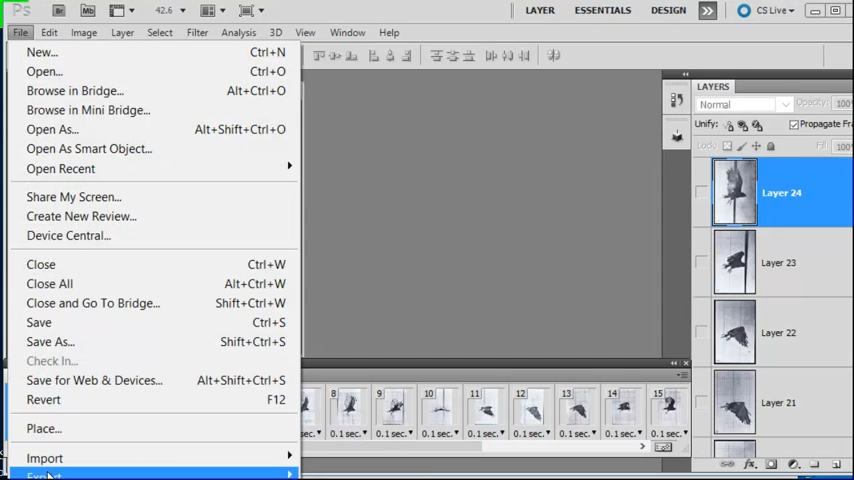 Ps Br Mb 42.6 LAYER ESSENTIALS DESIGN CS Live
File Edit Image Layer Select Filter Analysis 3D View Window Help
New... Ctrl+N
Open... Ctrl+O
Browse in Bridge... Alt+Ctrl+O
Browse in Mini Bridge...
Open As... Alt+Shift+Ctrl+O
Open As Smart Object...
Open Recent
Share My Screen...
Create New Review...
Device Central...
Close Ctrl+W
Close All Alt+Ctrl+W
Close and Go To Bridge... Shift+Ctrl+W
Save Ctrl+S
Save As... Shift+Ctrl+S
Check In...
Save for Web & Devices... Alt+Shift+Ctrl+S
Revert F12
Place...
Import
Export
LAYERS
Normal Opacity: 100%
Unify: Propagate Fra
Lock: Fill: 100%
Layer 24
Layer 23
Layer 22
Layer 21
8 9 10 11 12 13 14 15
0.1 sec. 0.1 sec. 0.1 sec. 0.1 sec. 0.1 sec. 0.1 sec. 0.1 sec. 0.1 sec.